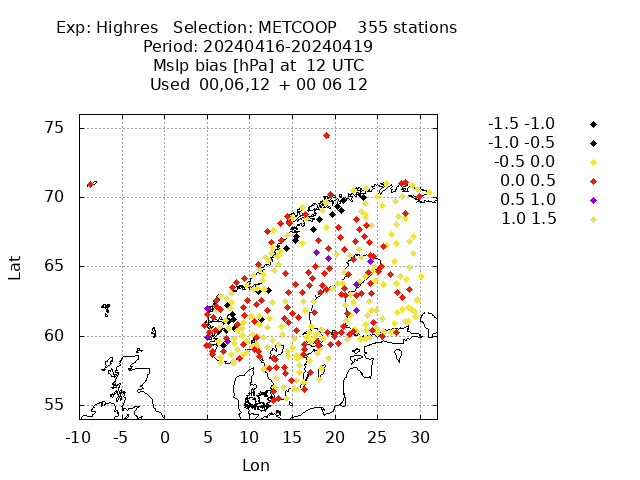 Exp: Highres   Selection: METCOOP    355 stations
Period: 20240416-20240419
Mslp bias [hPa] at  12 UTC
Used  00,06,12  + 00 06 12
-1.5 -1.0
-1.0 -0.5
-0.5 0.0
0.0 0.5
0.5 1.0
1.0 1.5
75
70
65
60
55
Lat
-10 -5 0 5 10 15 20 25 30
Lon